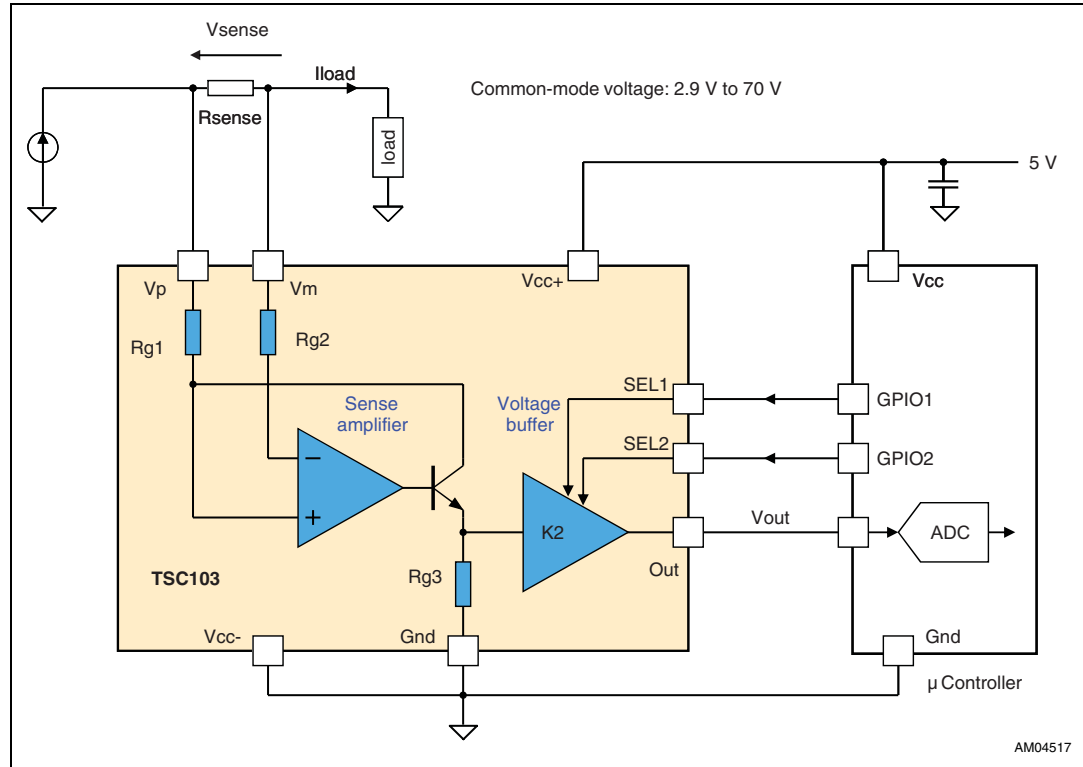 Vsense
Iload
Common-mode voltage: 2.9 V to 70 V
Rsense
load
5 V
Vp
Vm
Vcc+
Vcc
Rg1
Rg2
Sense
amplifier
Voltage
buffer
SEL1
GPIO1
SEL2
GPIO2
−
+
K2
Vout
ADC
Out
TSC103
Rg3
Vcc-
Gnd
Gnd
µ Controller
AM04517